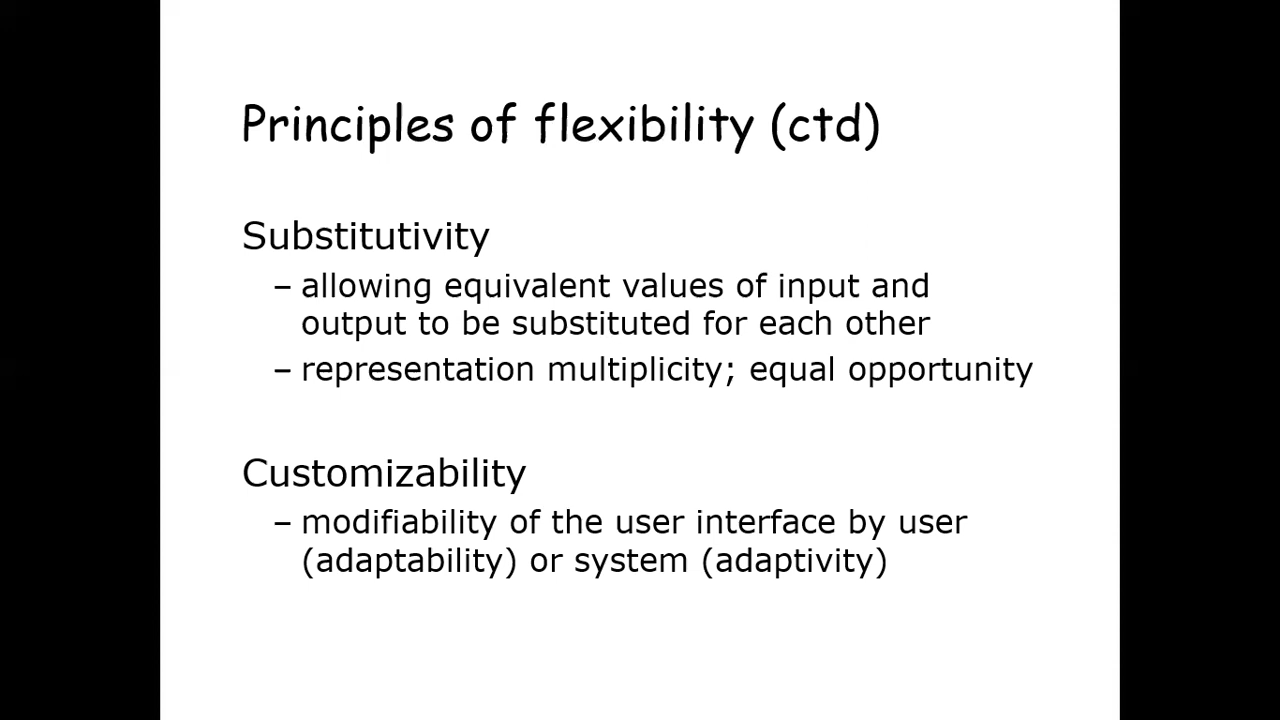 Principles of flexibility (ctd)
Substitutivity
– allowing equivalent values of input and
output to be substituted for each other
– representation multiplicity; equal opportunity
Customizability
– modifiability of the user interface by user
(adaptability) or system (adaptivity)